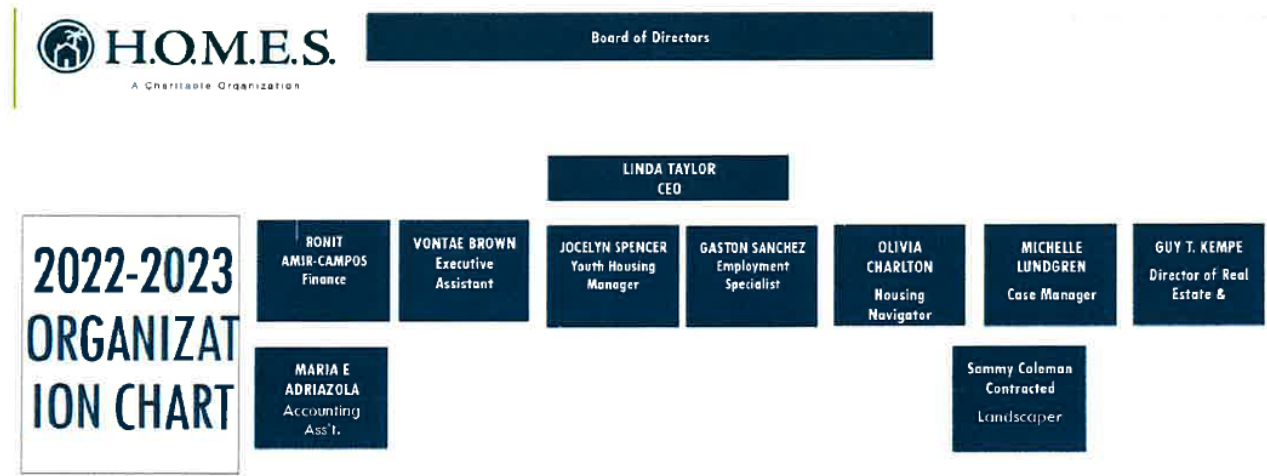 H.O.M.E.S.
A Charitable Organization
Board of Directors
LINDA TAYLOR
CEO
2022-2023
ORGANIZAT
ION CHART
RONIT
AMIR-CAMPOS
Finance
VONTAE BROWN
Executive
Assistant
JOCELYN SPENCER
Youth Housing
Manager
GASTON SANCHEZ
Employment
Specialist
OLIVIA
CHARLTON
Housing
Navigator
MICHELLE
LUNDGREN
Case Manager
GUY T. KEMPE
Director of Real
Estate &
MARIA E
ADRIAZOLA
Accounting
Ass't.
Sammy Coleman
Contracted
Landscaper